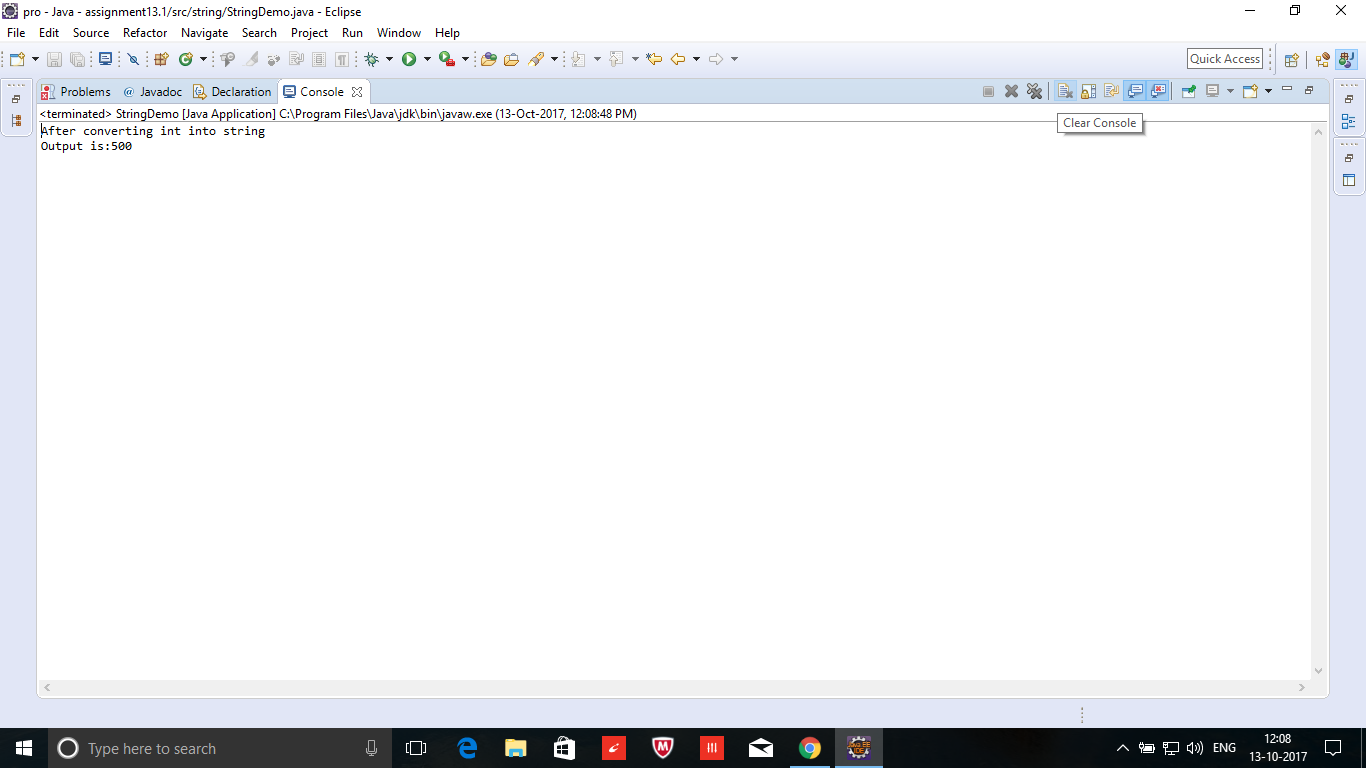 pro - Java - assignment13.1/src/string/StringDemo.java - Eclipse
File Edit Source Refactor Navigate Search Project Run Window Help
Quick Access
Problems @ Javadoc Declaration Console
<terminated> StringDemo [Java Application] C:\Program Files\Java\jdk\bin\javaw.exe (13-Oct-2017, 12:08:48 PM)
Clear Console
After converting int into string
Output is:500
Type here to search
JAVA EE
IDE
ENG
12:08
13-10-2017